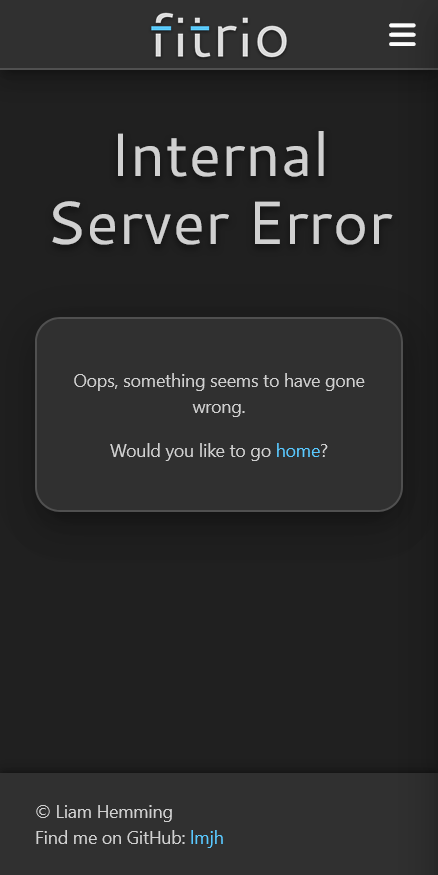 fitrio
Internal
Server Error
Oops, something seems to have gone
wrong.
Would you like to go home?
© Liam Hemming
Find me on GitHub: lmjh